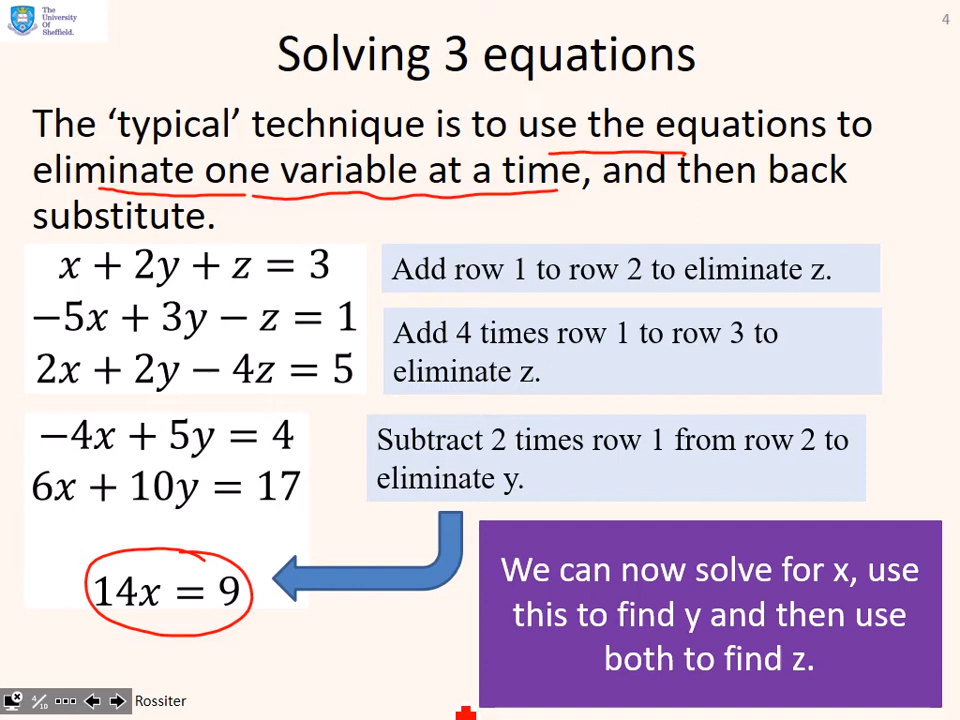 The
University
Of
Sheffield.
4
Solving 3 equations
The ‘typical’ technique is to use the equations to
eliminate one variable at a time, and then back
substitute.
x + 2y + z = 3
−5x + 3y − z = 1
2x + 2y − 4z = 5
Add row 1 to row 2 to eliminate z.
Add 4 times row 1 to row 3 to
eliminate z.
−4x + 5y = 4
6x + 10y = 17
Subtract 2 times row 1 from row 2 to
eliminate y.
14x = 9
We can now solve for x, use
this to find y and then use
both to find z.
4/10
Rossiter